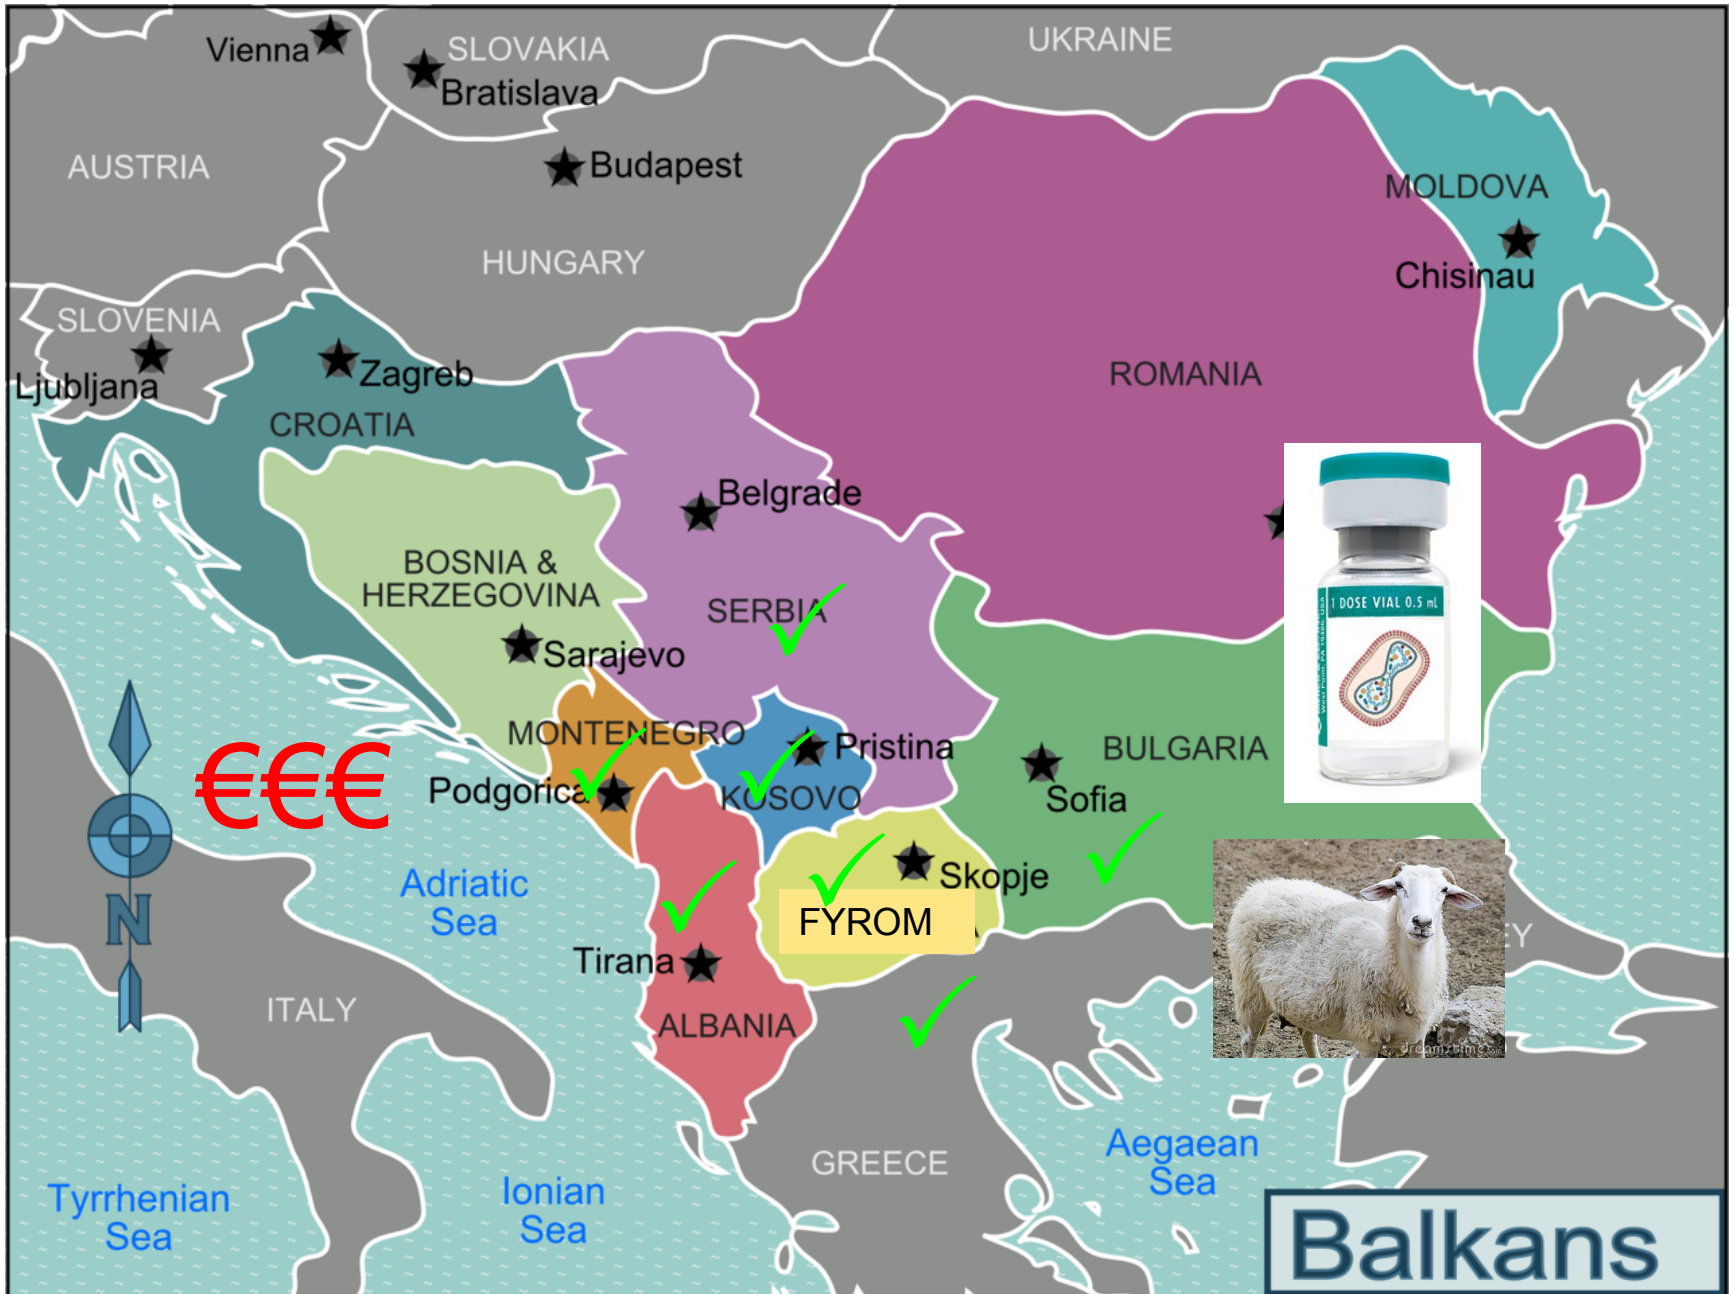 Vienna
SLOVAKIA
Bratislava
UKRAINE
AUSTRIA
Budapest
MOLDOVA
HUNGARY
Chisinau
SLOVENIA
Ljubljana
Zagreb
CROATIA
ROMANIA
Belgrade
BOSNIA &
HERZEGOVINA
SERBIA
1 DOSE VIAL 0.5 mL
Sarajevo
MONTENEGRO
Pristina
BULGARIA
€€€
Podgorica
KOSOVO
Sofia
Adriatic
Sea
Skopje
FYROM
EY
Tirana
N
ITALY
ALBANIA
dreamstime
GREECE
Aegaean
Sea
Tyrrhenian
Sea
Ionian
Sea
Balkans